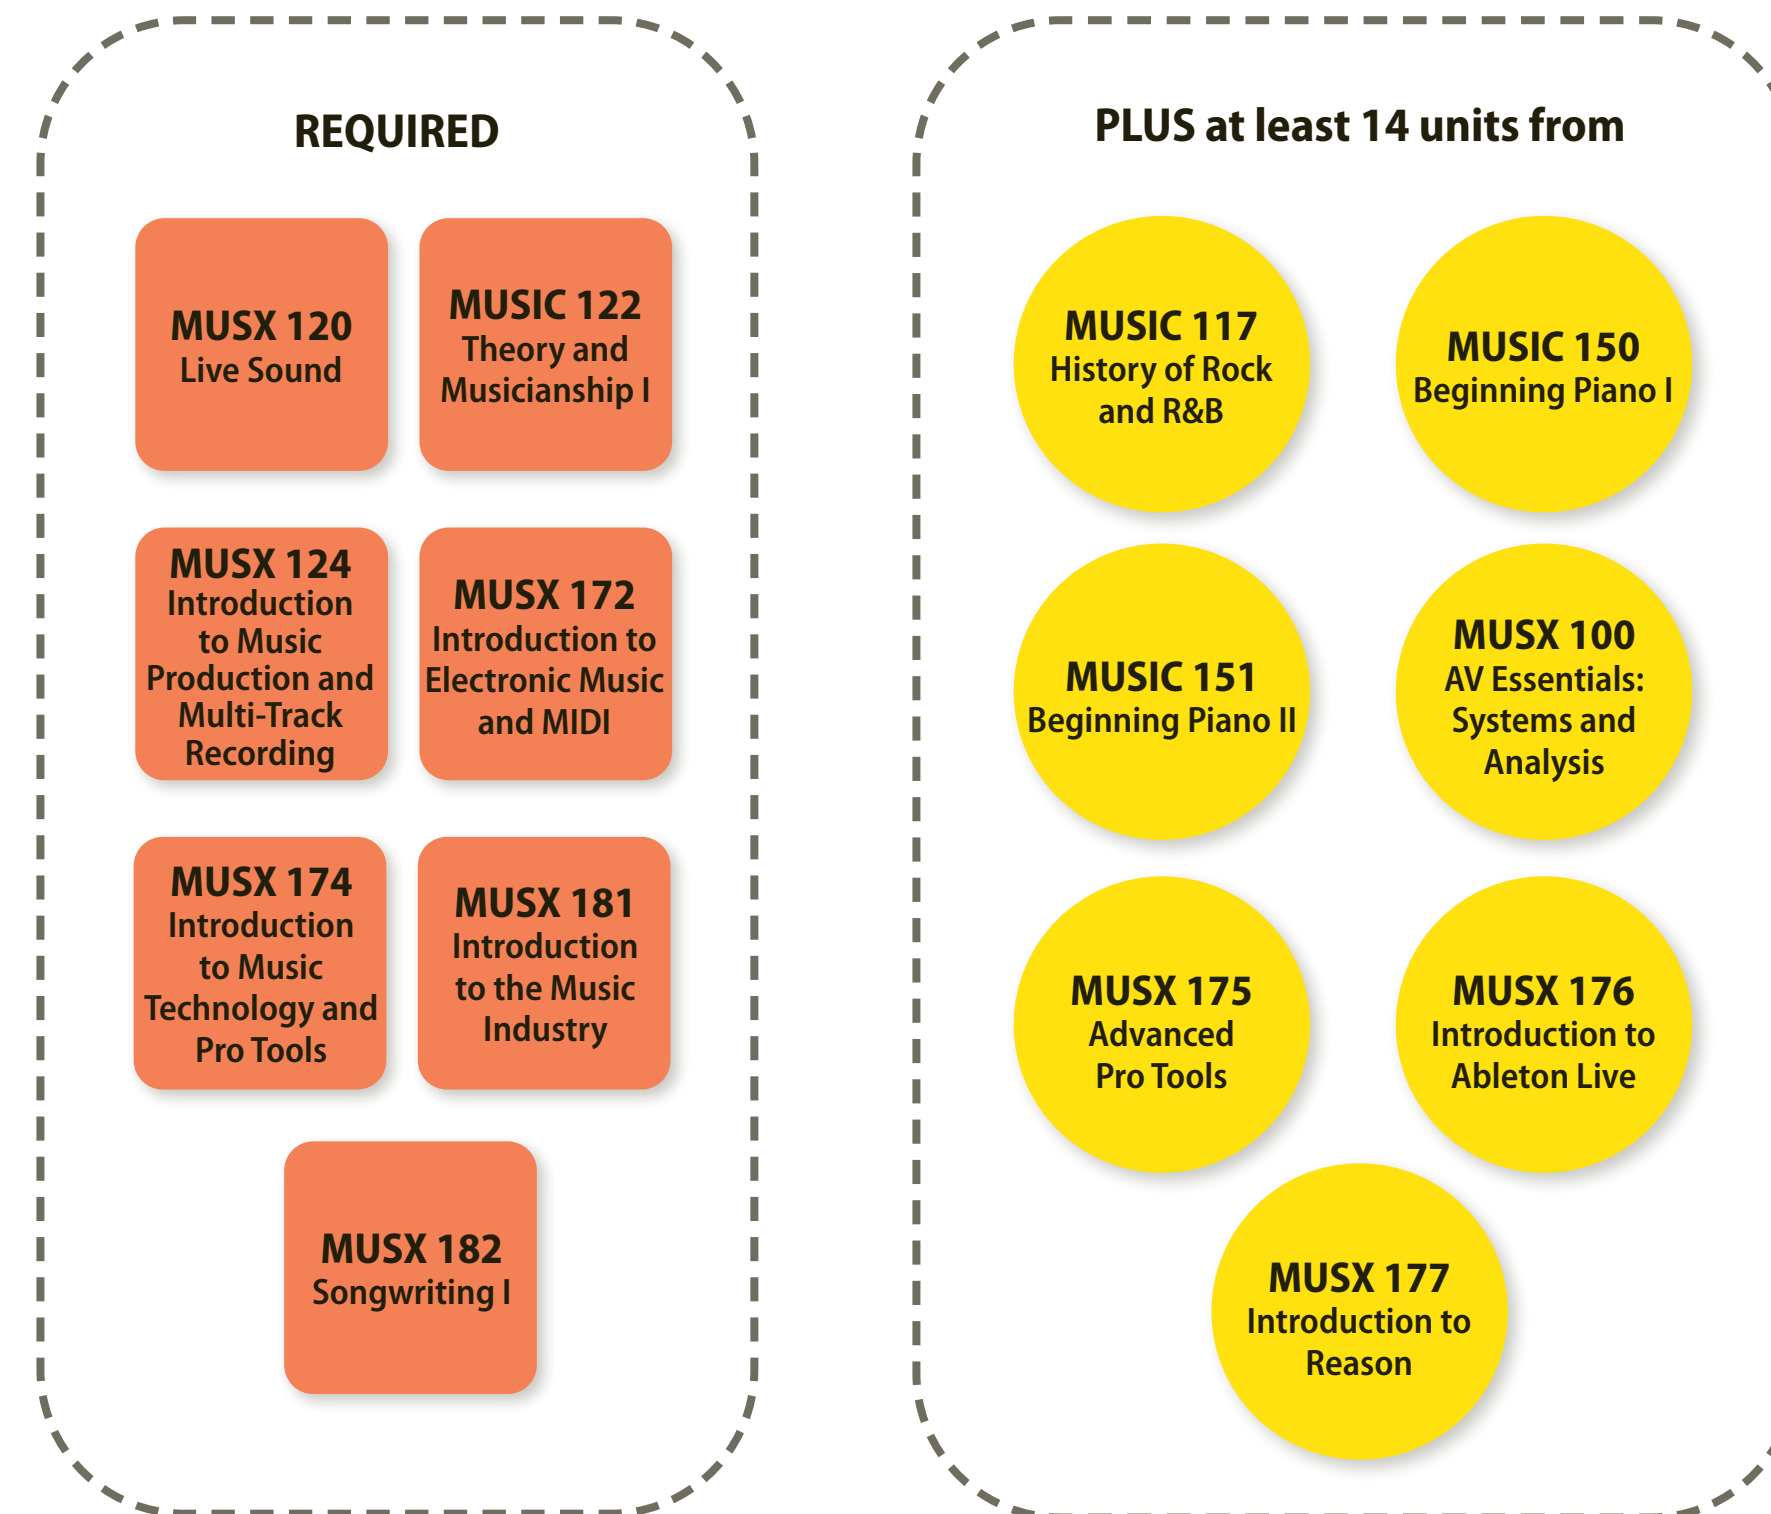 REQUIRED
MUSX 120
Live Sound
MUSIC 122
Theory and
Musicianship I
MUSX 124
Introduction
to Music
Production and
Multi-Track
Recording
MUSX 172
Introduction to
Electronic Music
and MIDI
MUSX 174
Introduction
to Music
Technology and
Pro Tools
MUSX 181
Introduction
to the Music
Industry
MUSX 182
Songwriting I
PLUS at least 14 units from
MUSIC 117
History of Rock
and R&B
MUSIC 150
Beginning Piano I
MUSIC 151
Beginning Piano II
MUSX 100
AV Essentials:
Systems and
Analysis
MUSX 175
Advanced
Pro Tools
MUSX 176
Introduction to
Ableton Live
MUSX 177
Introduction to
Reason